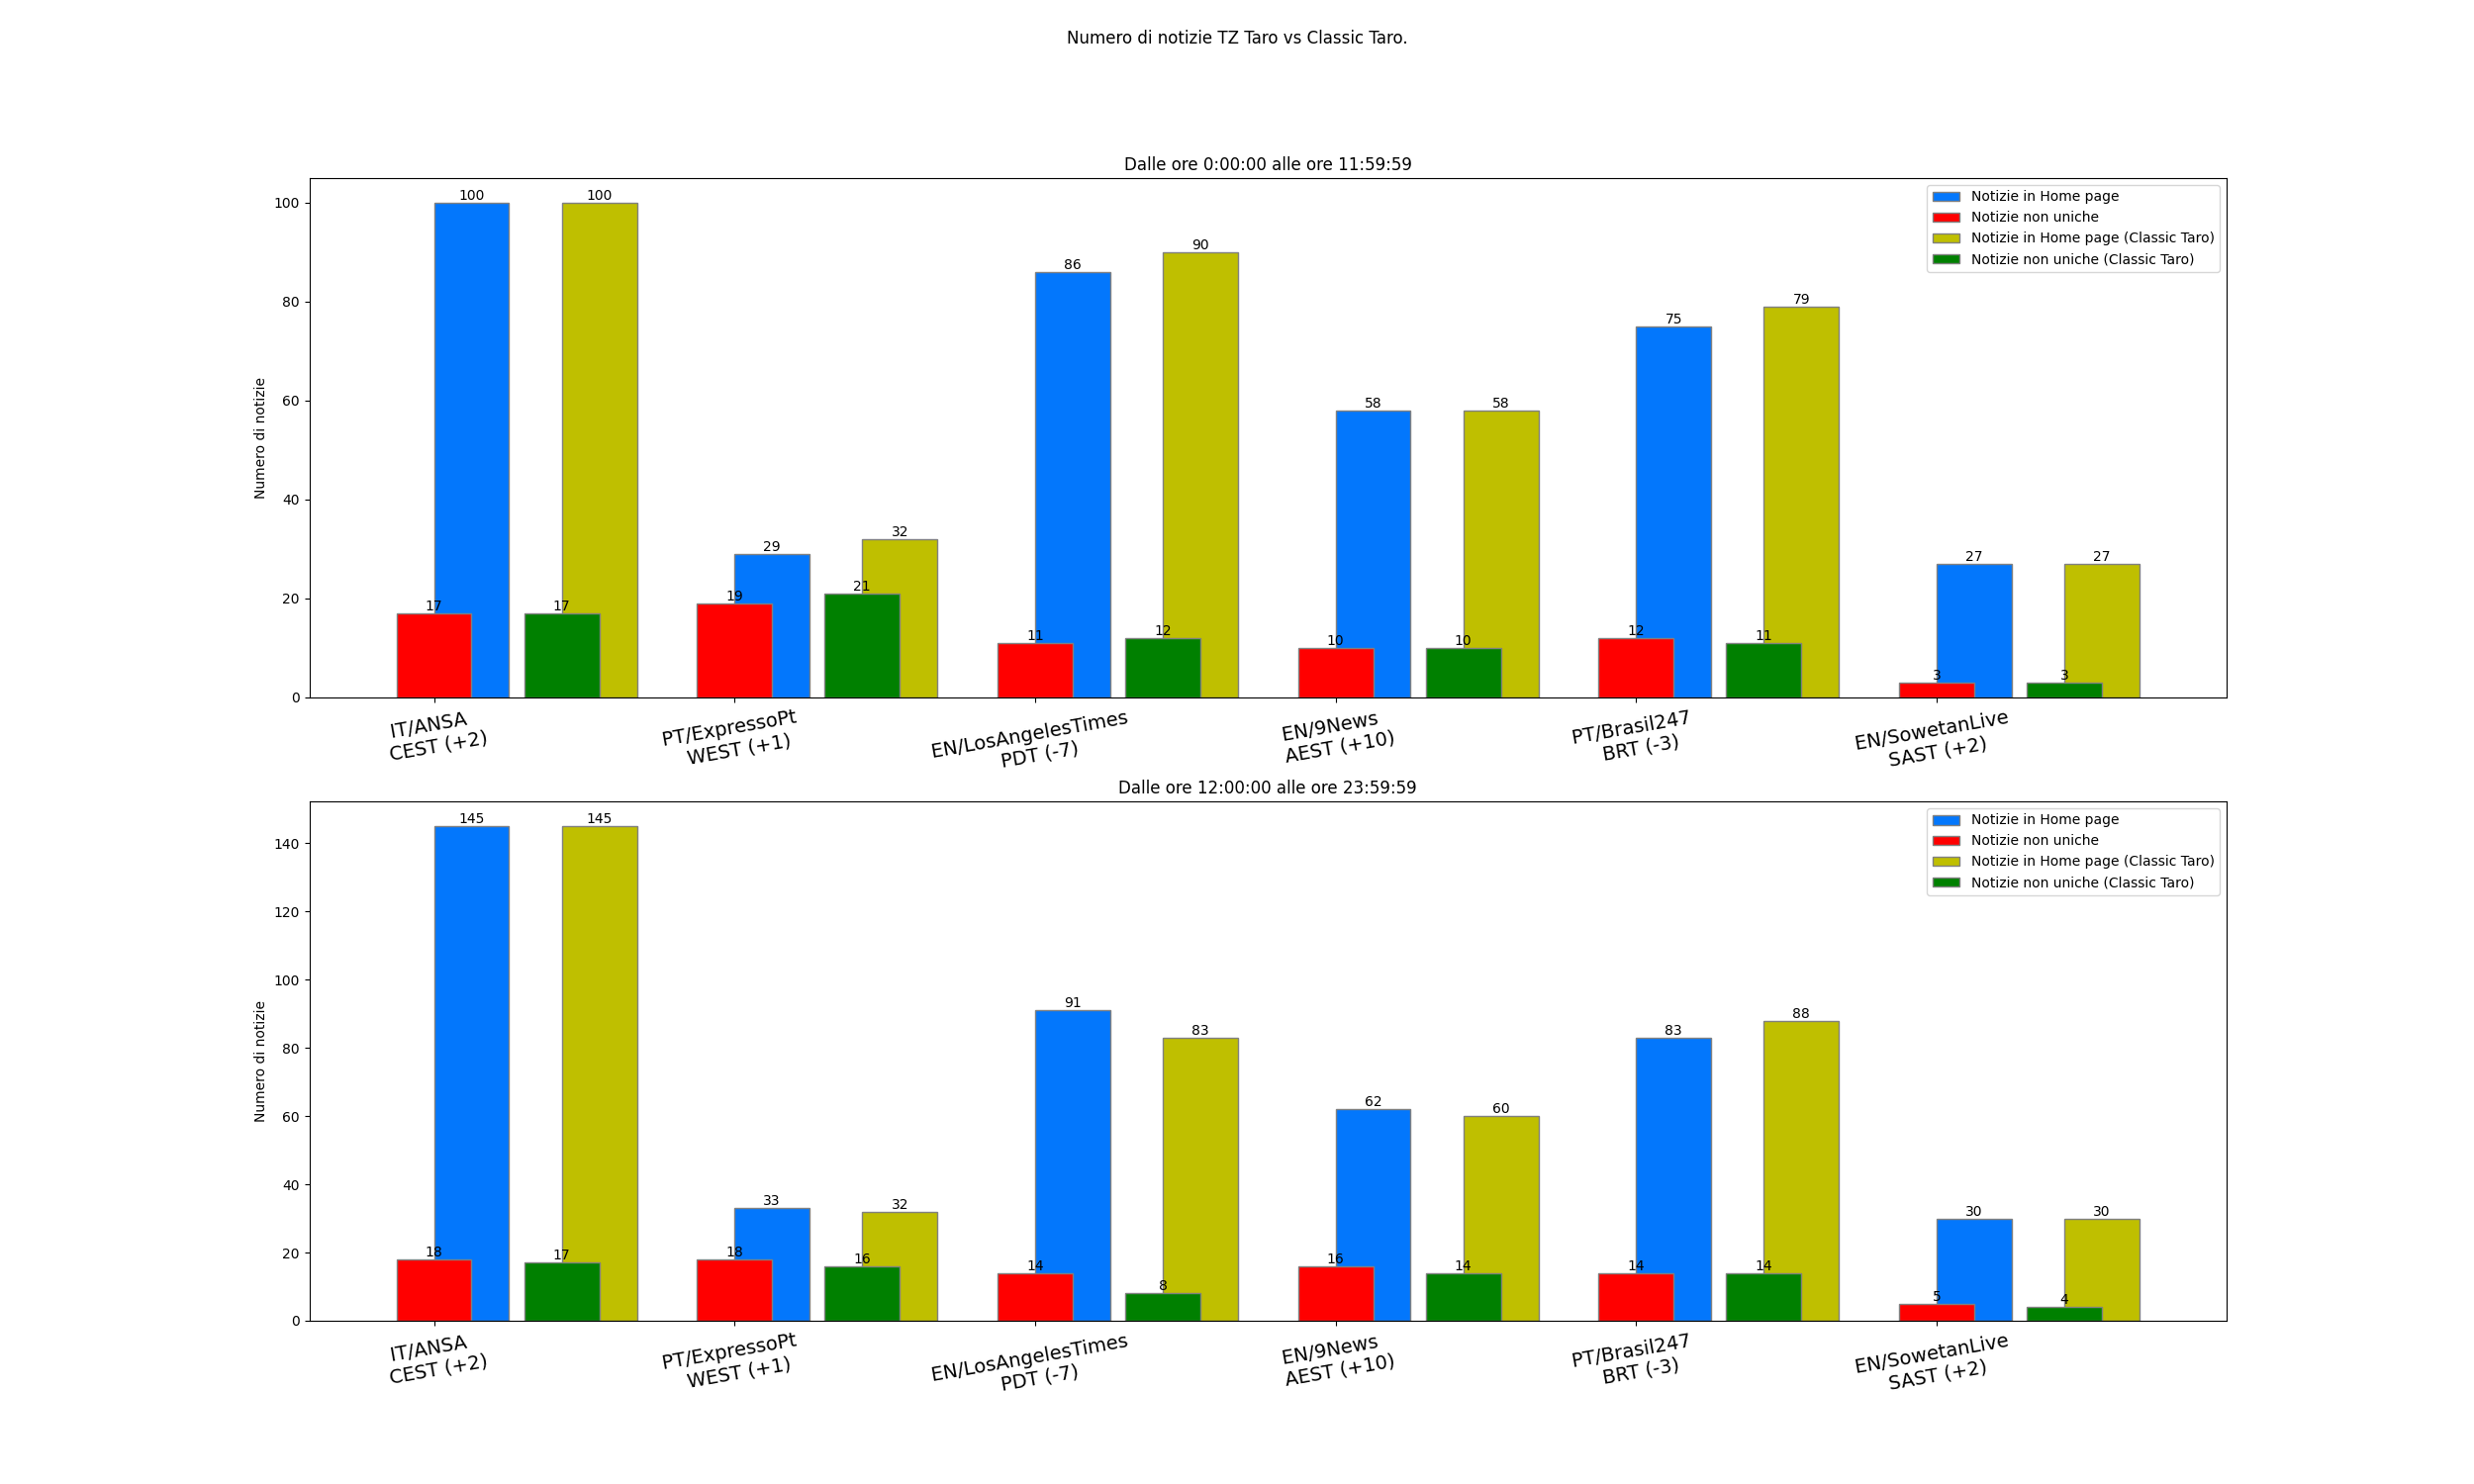 Numero di notizie TZ Taro vs Classic Taro.
Dalle ore 0:00:00 alle ore 11:59:59
Numero di notizie
100
80
60
40
20
0
100
100
17
17
29
32
19
21
86
90
11
12
58
58
10
10
75
79
12
11
27
27
3
3
Notizie in Home page
Notizie non uniche
Notizie in Home page (Classic Taro)
Notizie non uniche (Classic Taro)
IT/ANSA
CEST (+2)
PT/ExpressoPt
WEST (+1)
EN/LosAngelesTimes
PDT (-7)
EN/9News
AEST (+10)
PT/Brasil247
BRT (-3)
EN/SowetanLive
SAST (+2)
Dalle ore 12:00:00 alle ore 23:59:59
Numero di notizie
140
120
100
80
60
40
20
0
145
145
18
17
33
32
18
16
91
83
14
8
62
60
16
14
83
88
14
14
30
30
5
4
Notizie in Home page
Notizie non uniche
Notizie in Home page (Classic Taro)
Notizie non uniche (Classic Taro)
IT/ANSA
CEST (+2)
PT/ExpressoPt
WEST (+1)
EN/LosAngelesTimes
PDT (-7)
EN/9News
AEST (+10)
PT/Brasil247
BRT (-3)
EN/SowetanLive
SAST (+2)